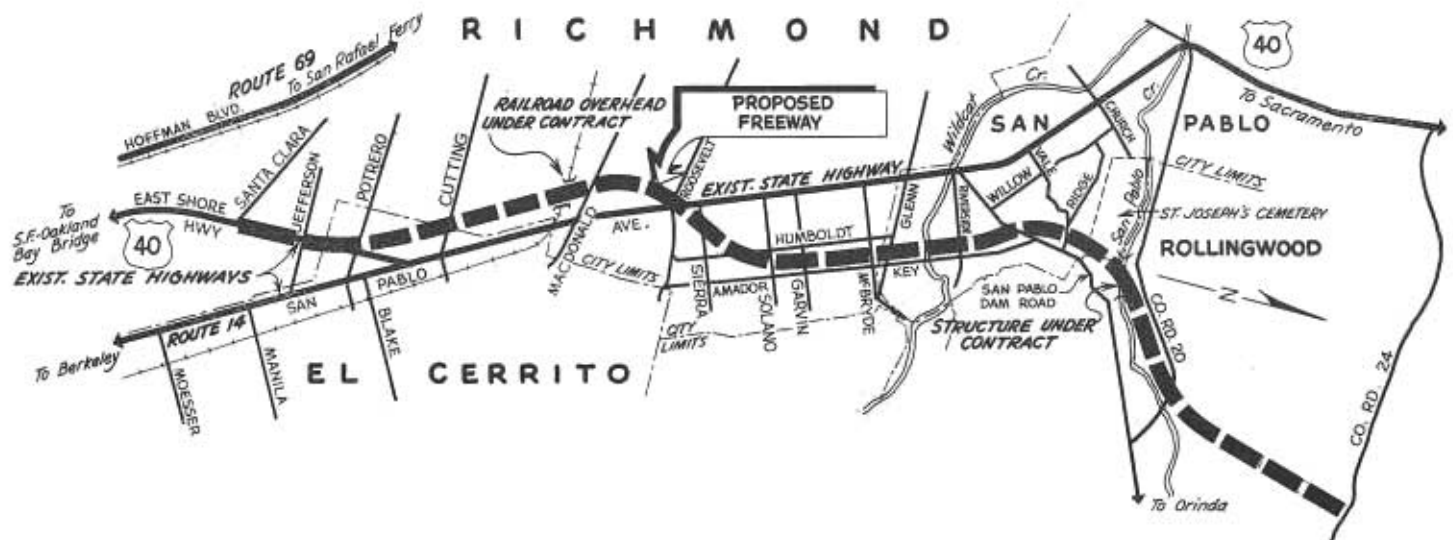 RICHMOND
ROUTE 69
To San Rafael Ferry
HOFFMAN BLVD.
40
To Sacramento
RAILROAD OVERHEAD
UNDER CONTRACT
PROPOSED
FREEWAY
Wildcat
Cr.
Cr.
CHURCH
SAN PABLO
SANTA CLARA
JEFFERSON
POTRERO
CUTTING
ROOSEVELT
EXIST. STATE HIGHWAY
GLENN
WILLOW
VALE
RIDGE
CITY LIMITS
San Pablo
ST. JOSEPH'S CEMETERY
ROLLINGWOOD
To
S.F.-Oakland
Bay Bridge
EAST SHORE
HWY
40
EXIST. STATE HIGHWAYS
MACDONALD
AVE.
HUMBOLDT
RIVERSIDE
CITY LIMITS
SIERRA
AMADOR
SOLANO
GARVIN
McBRYDE
KEY
SAN PABLO
DAM ROAD
N
SAN PABLO
ROUTE 14
To Berkeley
BLAKE
CITY
LIMITS
STRUCTURE UNDER
CONTRACT
CO. RD. 20
CO. RD. 24
MOESSER
MANILA
EL CERRITO
To Orinda